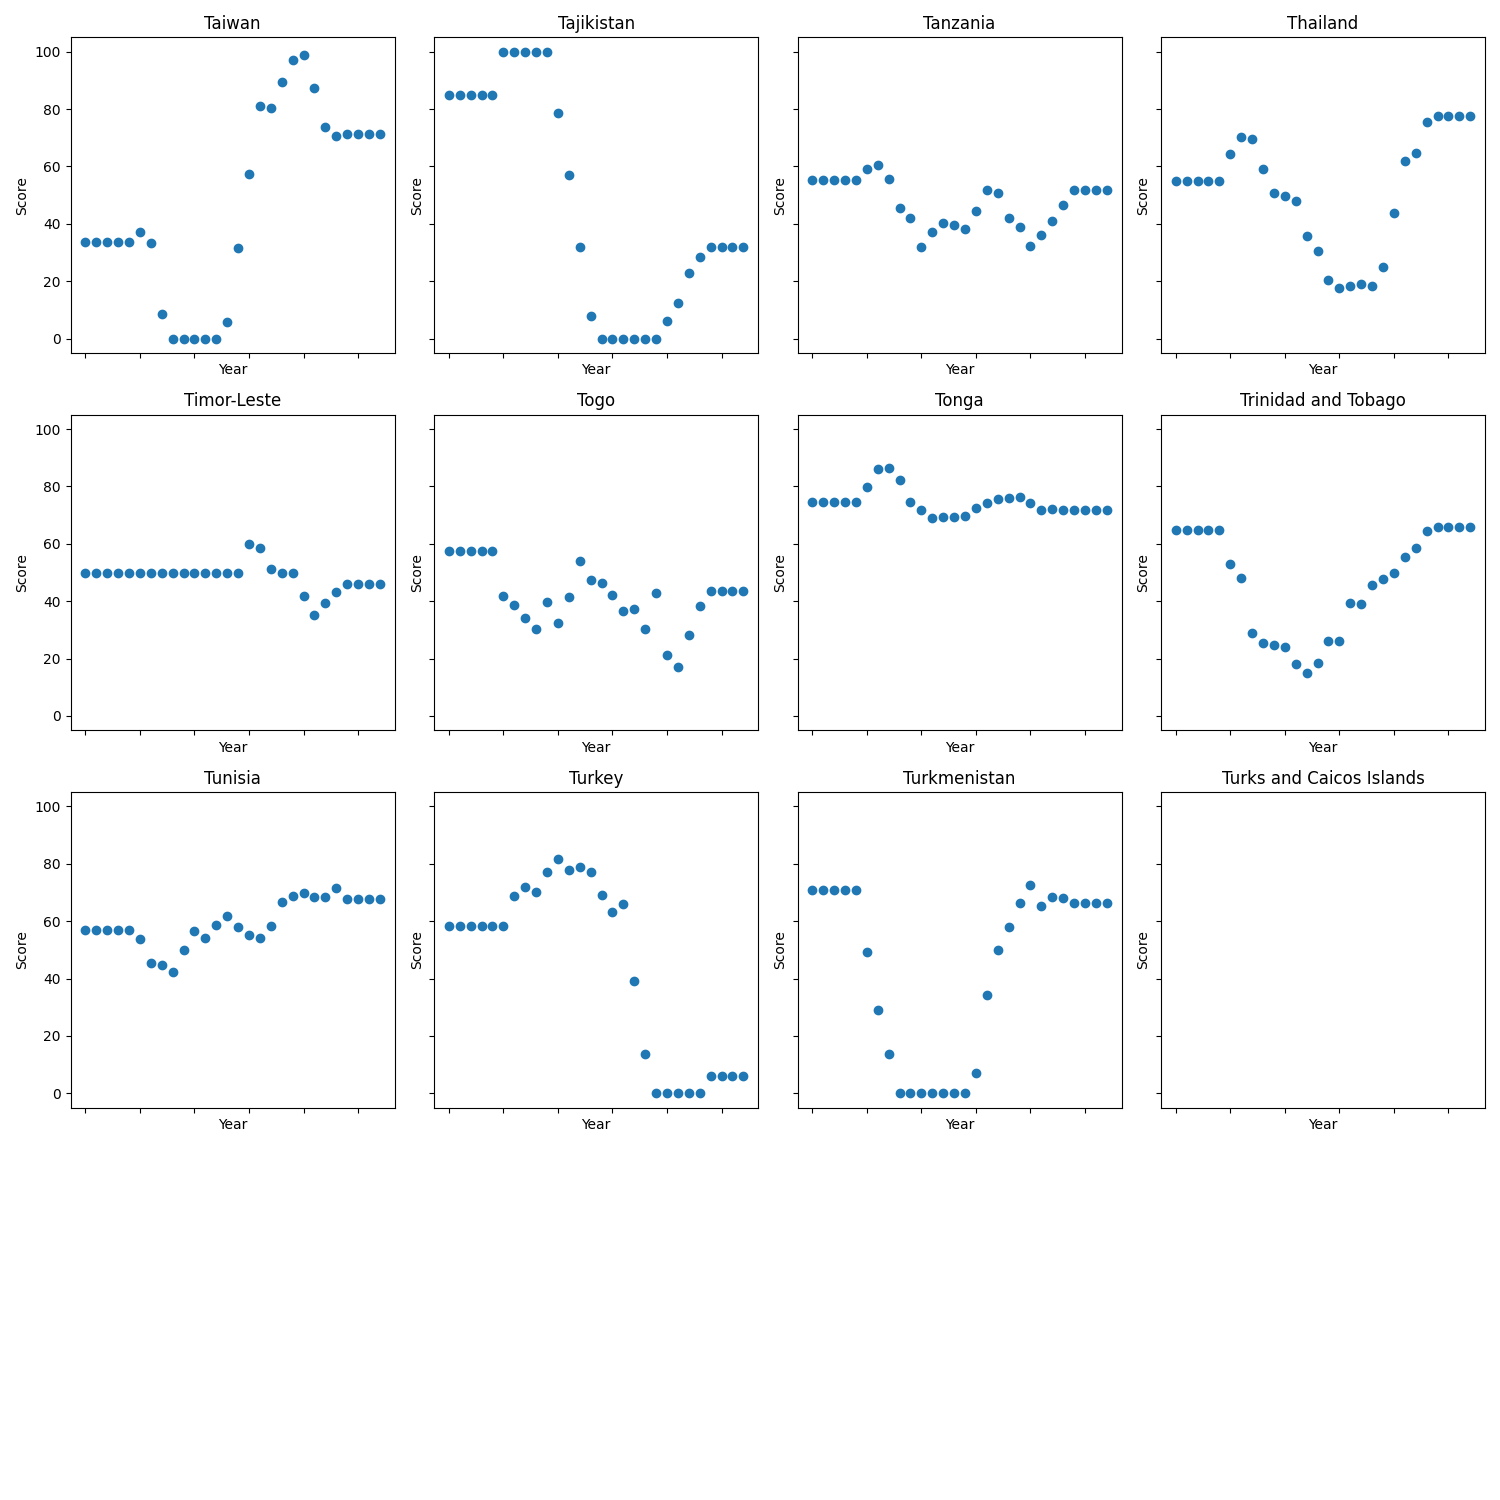 Taiwan
Tajikistan
Tanzania
Thailand
100
80
60
40
20
0
Score
Score
Score
Score
Year
Year
Year
Year
Timor-Leste
Togo
Tonga
Trinidad and Tobago
100
80
60
40
20
0
Score
Score
Score
Score
Year
Year
Year
Year
Tunisia
Turkey
Turkmenistan
Turks and Caicos Islands
100
80
60
40
20
0
Score
Score
Score
Score
Year
Year
Year
Year